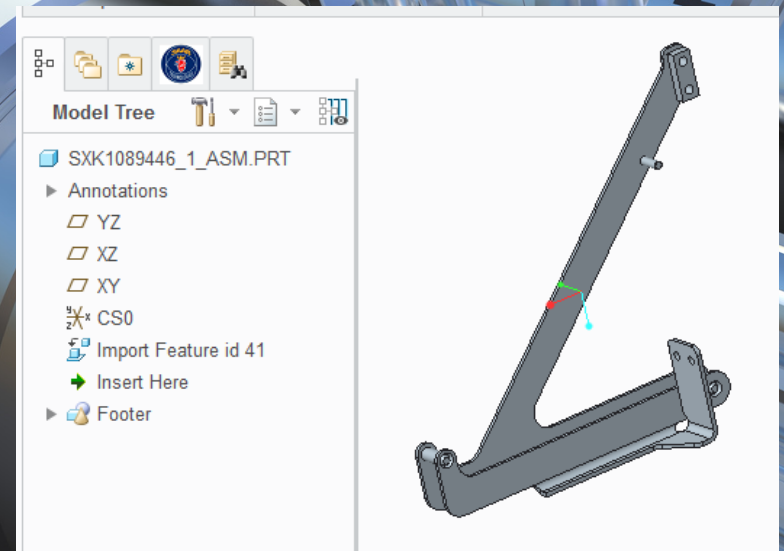 Model Tree
SXK1089446_1_ASM.PRT
Annotations
YZ
XZ
XY
CS0
Import Feature id 41
Insert Here
Footer